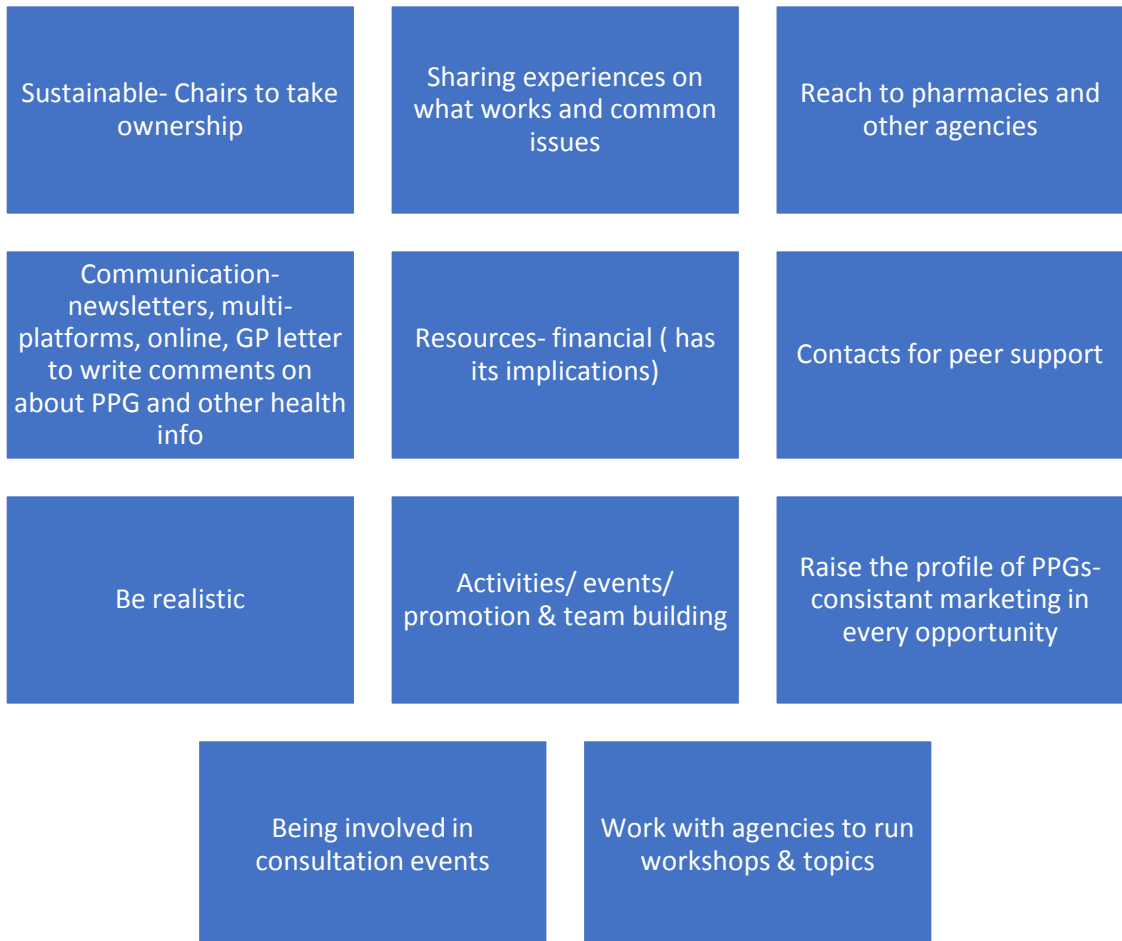 Sustainable- Chairs to take
ownership
Sharing experiences on
what works and common
issues
Reach to pharmacies and
other agencies
Communication-
newsletters, multi-
platforms, online, GP letter
to write comments on
about PPG and other health
info
Resources- financial ( has
its implications)
Contacts for peer support
Be realistic
Activities/ events/
promotion & team building
Raise the profile of PPGs-
consistant marketing in
every opportunity
Being involved in
consultation events
Work with agencies to run
workshops & topics